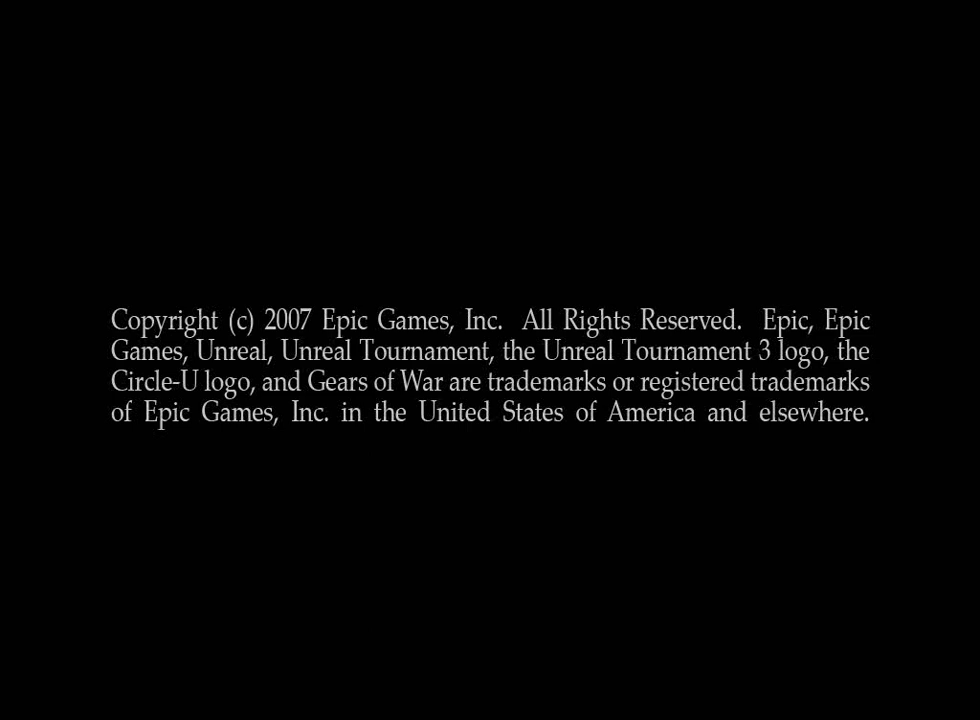 Copyright (c) 2007 Epic Games, Inc.  All Rights Reserved.  Epic, Epic
Games, Unreal, Unreal Tournament, the Unreal Tournament 3 logo, the
Circle-U logo, and Gears of War are trademarks or registered trademarks
of Epic Games, Inc. in the United States of America and elsewhere.